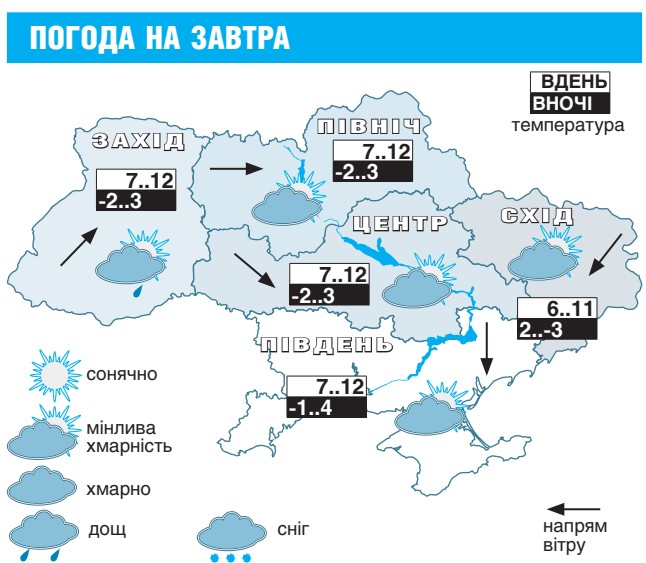 ПОГОДА НА ЗАВТРА
ВДЕНЬ
ВНОЧІ
температура
ЗАХІД
7..12
-2..3
ПІВНІЧ
7..12
-2..3
ЦЕНТР
7..12
-2..3
СХІД
6..11
2..-3
ПІВДЕНЬ
7..12
-1..4
сонячно
мінлива
хмарність
хмарно
дощ
сніг
напрям
вітру